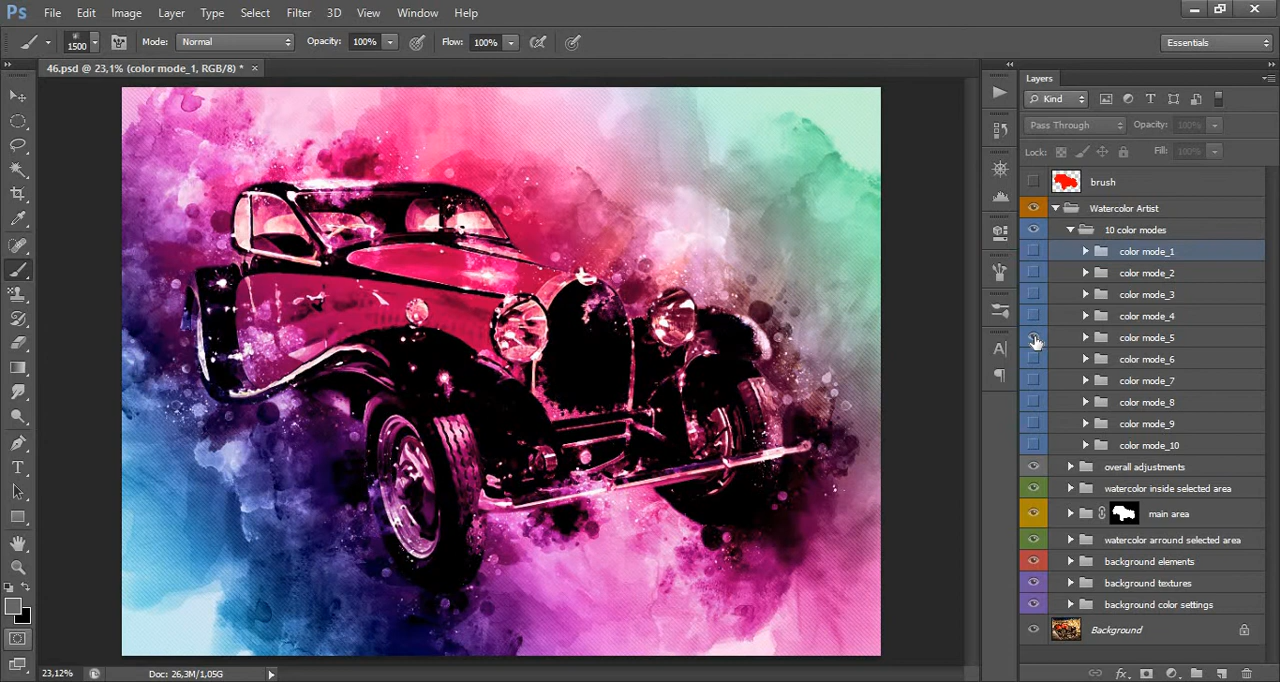 Ps File Edit Image Layer Type Select Filter 3D View Window Help
1500 Mode: Normal Opacity: 100% Flow: 100% Essentials
46.psd @ 23,1% (color mode_1, RGB/8) * ×
Layers
Kind
Pass Through Opacity: 100%
Lock: Fill: 100%
brush
Watercolor Artist
10 color modes
color mode_1
color mode_2
color mode_3
color mode_4
color mode_5
color mode_6
color mode_7
color mode_8
color mode_9
color mode_10
overall adjustments
watercolor inside selected area
main area
watercolor arround selected area
background elements
background textures
background color settings
Background
23,12% Doc: 26,3M/1,05G